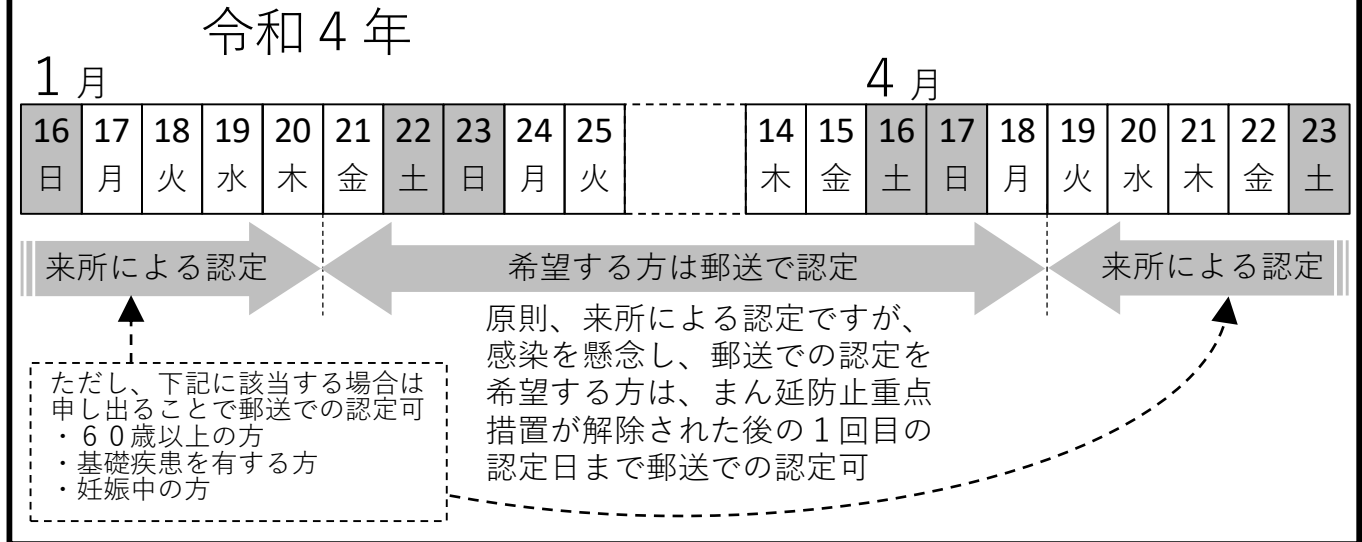 令和４年
１月
４月
16 17 18 19 20 21 22 23 24 25 14 15 16 17 18 19 20 21 22 23
日 月 火 水 木 金 土 日 月 火 木 金 土 日 月 火 水 木 金 土
来所による認定
希望する方は郵送で認定
来所による認定
原則、来所による認定ですが、
感染を懸念し、郵送での認定を
希望する方は、まん延防止重点
措置が解除された後の１回目の
認定日まで郵送での認定可
ただし、下記に該当する場合は
申し出ることで郵送での認定可
・６０歳以上の方
・基礎疾患を有する方
・妊娠中の方